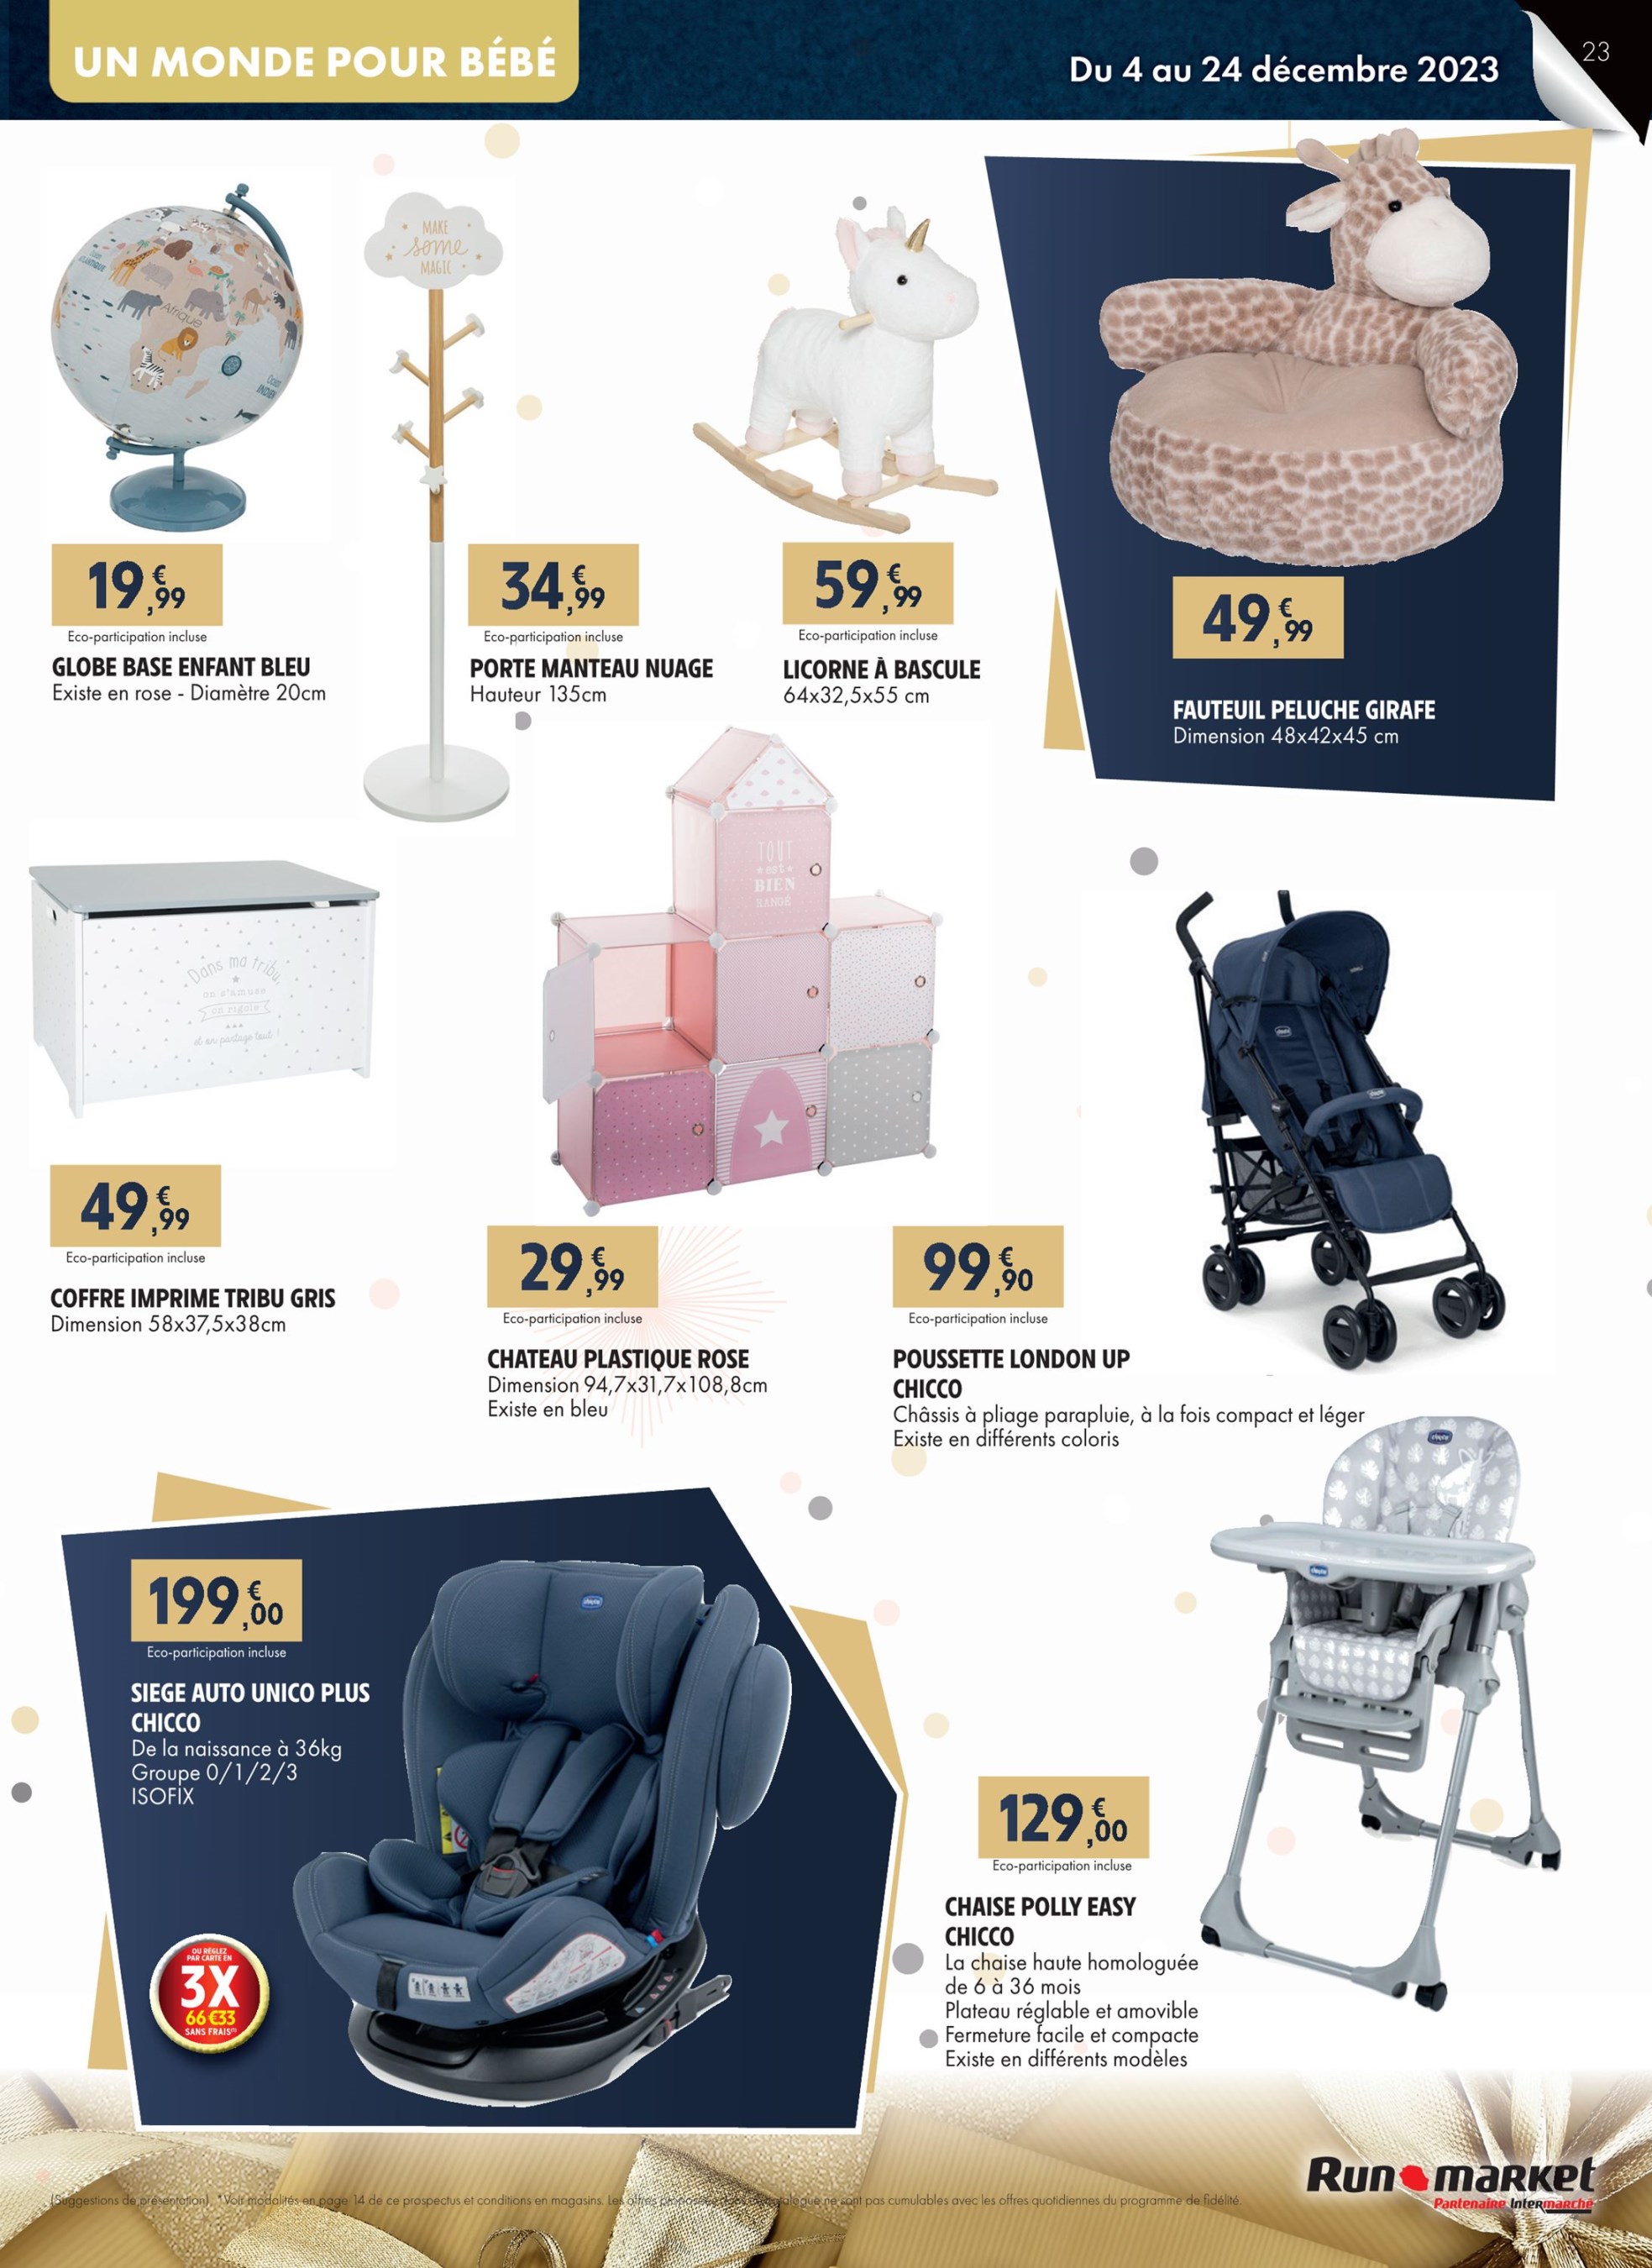 UN MONDE POUR BÉBÉ
Du 4 au 24 décembre 2023
23
Afrique
MAKE
some
MAGIC
19,€99
Eco-participation incluse
GLOBE BASE ENFANT BLEU
Existe en rose - Diamètre 20cm
34,€99
Eco-participation incluse
PORTE MANTEAU NUAGE
Hauteur 135cm
59,€99
Eco-participation incluse
LICORNE À BASCULE
64x32,5x55 cm
49,€99
FAUTEUIL PELUCHE GIRAFE
Dimension 48x42x45 cm
Dans ma tribu,
on s'amuse
on rigole
et on partage tout !
49,€99
Eco-participation incluse
COFFRE IMPRIME TRIBU GRIS
Dimension 58x37,5x38cm
TOUT
est
BIEN
RANGÉ
29,€99
Eco-participation incluse
CHATEAU PLASTIQUE ROSE
Dimension 94,7x31,7x108,8cm
Existe en bleu
99,€90
Eco-participation incluse
POUSSETTE LONDON UP
CHICCO
Châssis à pliage parapluie, à la fois compact et léger
Existe en différents coloris
199,€00
Eco-participation incluse
SIEGE AUTO UNICO PLUS
CHICCO
De la naissance à 36kg
Groupe 0/1/2/3
ISOFIX
OU RÉGLEZ
PAR CARTE EN
3X
66€33
SANS FRAIS(*)
chicco
129,€00
Eco-participation incluse
CHAISE POLLY EASY
CHICCO
La chaise haute homologuée
de 6 à 36 mois
Plateau réglable et amovible
Fermeture facile et compacte
Existe en différents modèles
(Suggestions de présentation). *Voir modalités en page 14 de ce prospectus et conditions en magasins. Les offres proposées dans ce catalogue ne sont pas cumulables avec les offres quotidiennes du programme de fidélité.
Run market
Partenaire Intermarché